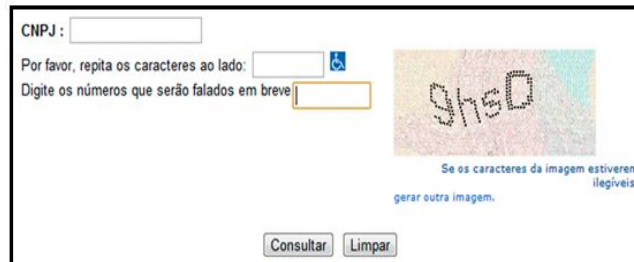 CNPJ :
Por favor, repita os caracteres ao lado:
Digite os números que serão falados em breve
Se os caracteres da imagem estiverem
ilegíveis
gerar outra imagem.
Consultar Limpar